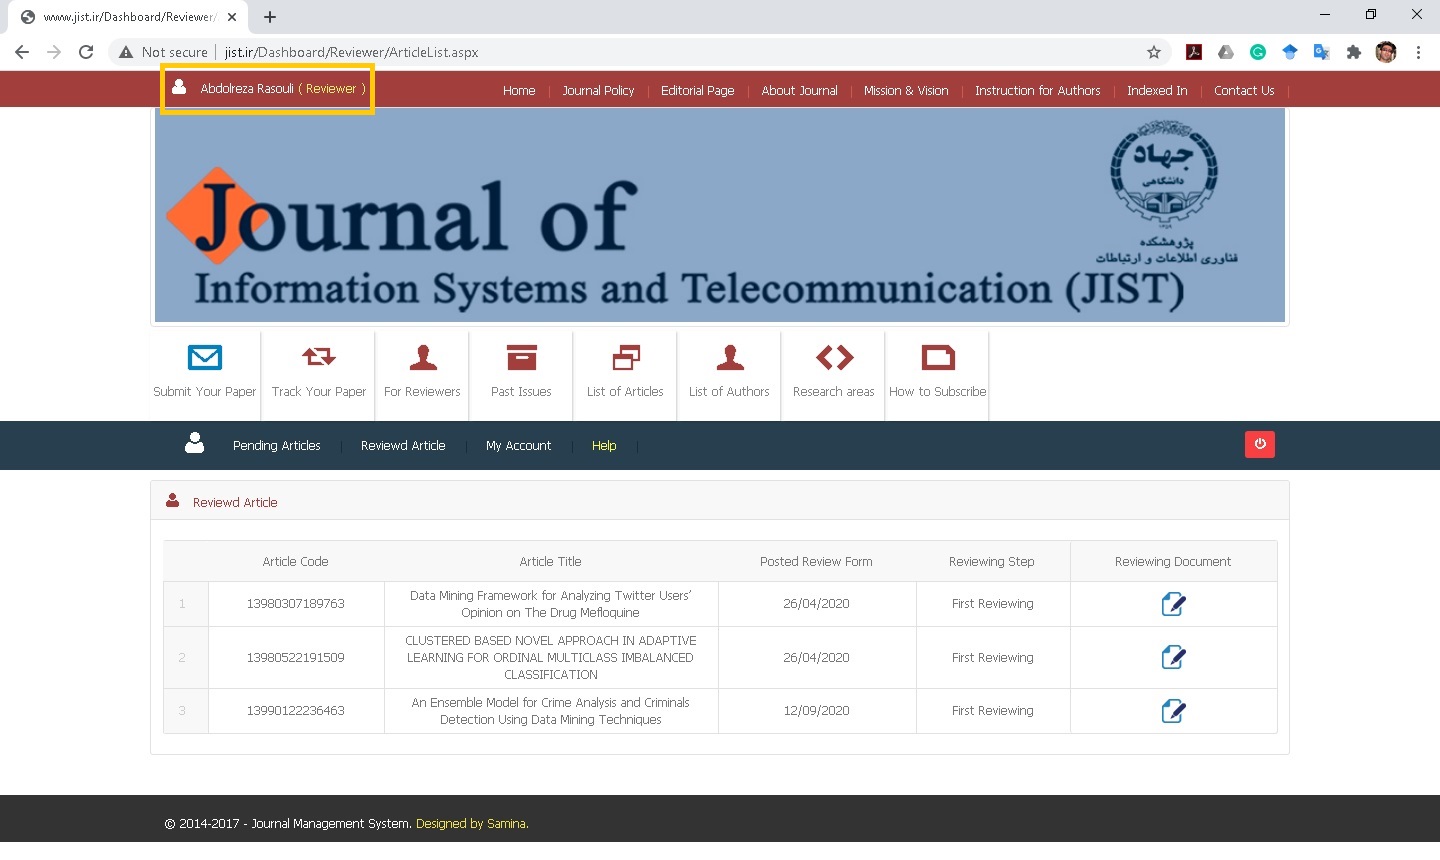 www.jist.ir/Dashboard/Reviewer/
Not secure | jist.ir/Dashboard/Reviewer/ArticleList.aspx
Abdolreza Rasouli ( Reviewer )
Home | Journal Policy | Editorial Page | About Journal | Mission & Vision | Instruction for Authors | Indexed In | Contact Us |
جهاد
دانشگاهی
۱۳۵۹
پژوهشکده
فناوری اطلاعات و ارتباطات
Journal of
Information Systems and Telecommunication (JIST)
Submit Your Paper Track Your Paper For Reviewers Past Issues List of Articles List of Authors Research areas How to Subscribe
Pending Articles | Reviewd Article | My Account | Help |
Reviewd Article
Article Code Article Title Posted Review Form Reviewing Step Reviewing Document
1 13980307189763 Data Mining Framework for Analyzing Twitter Users' 26/04/2020 First Reviewing
Opinion on The Drug Mefloquine
2 13980522191509 CLUSTERED BASED NOVEL APPROACH IN ADAPTIVE 26/04/2020 First Reviewing
LEARNING FOR ORDINAL MULTICLASS IMBALANCED
CLASSIFICATION
3 13990122236463 An Ensemble Model for Crime Analysis and Criminals 12/09/2020 First Reviewing
Detection Using Data Mining Techniques
© 2014-2017 - Journal Management System. Designed by Samina.